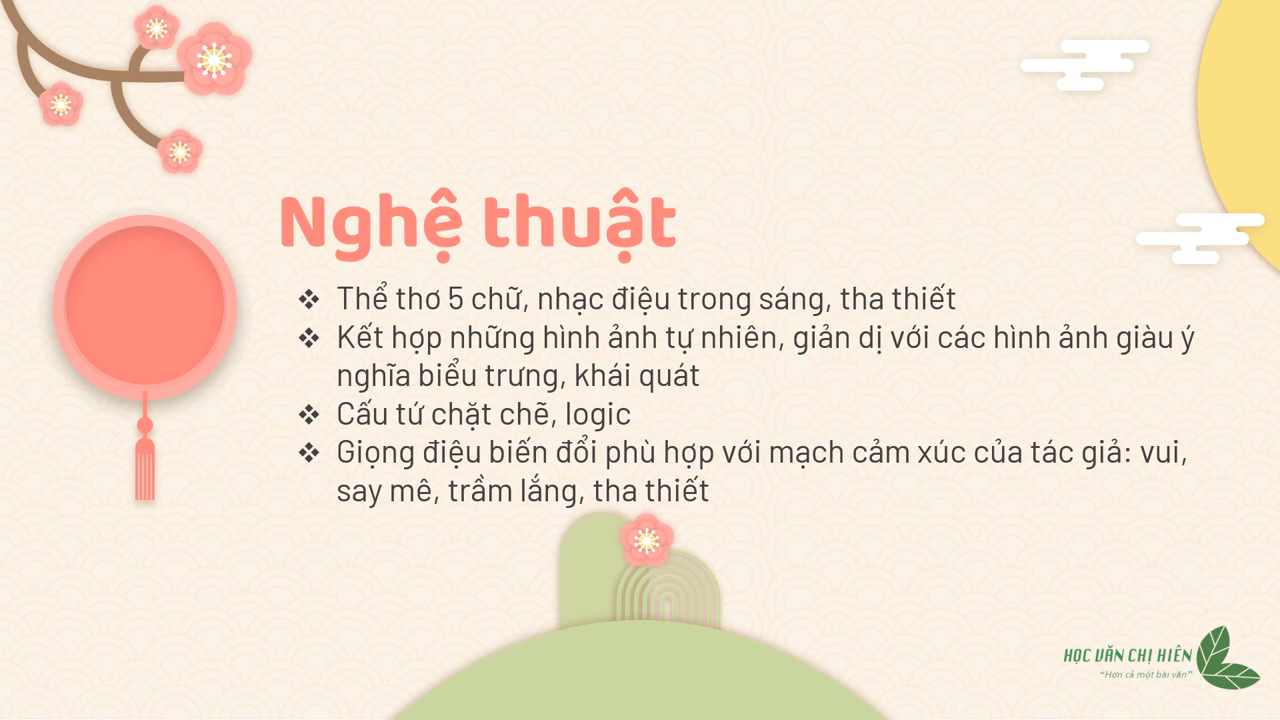 Nghệ thuật
❖ Thể thơ 5 chữ, nhạc điệu trong sáng, tha thiết
❖ Kết hợp những hình ảnh tự nhiên, giản dị với các hình ảnh giàu ý
nghĩa biểu trưng, khái quát
❖ Cấu tứ chặt chẽ, logic
❖ Giọng điệu biến đổi phù hợp với mạch cảm xúc của tác giả: vui,
say mê, trầm lắng, tha thiết
HỌC VĂN CHỊ HIÊN
“Hơn cả một bài văn”